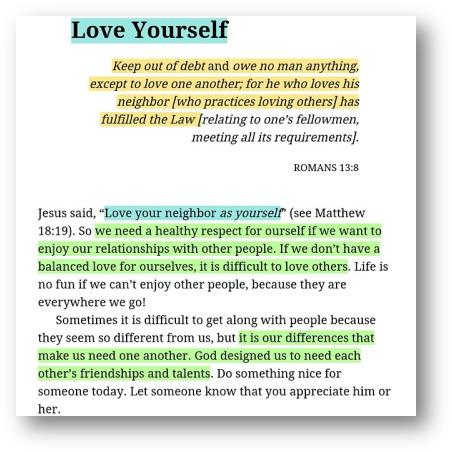 Love Yourself
Keep out of debt and owe no man anything,
except to love one another; for he who loves his
neighbor [who practices loving others] has
fulfilled the Law [relating to one's fellowmen,
meeting all its requirements].
ROMANS 13:8
Jesus said, “Love your neighbor as yourself” (see Matthew
18:19). So we need a healthy respect for ourself if we want to
enjoy our relationships with other people. If we don't have a
balanced love for ourselves, it is difficult to love others. Life is
no fun if we can't enjoy other people, because they are
everywhere we go!
Sometimes it is difficult to get along with people because
they seem so different from us, but it is our differences that
make us need one another. God designed us to need each
other's friendships and talents. Do something nice for
someone today. Let someone know that you appreciate him or
her.